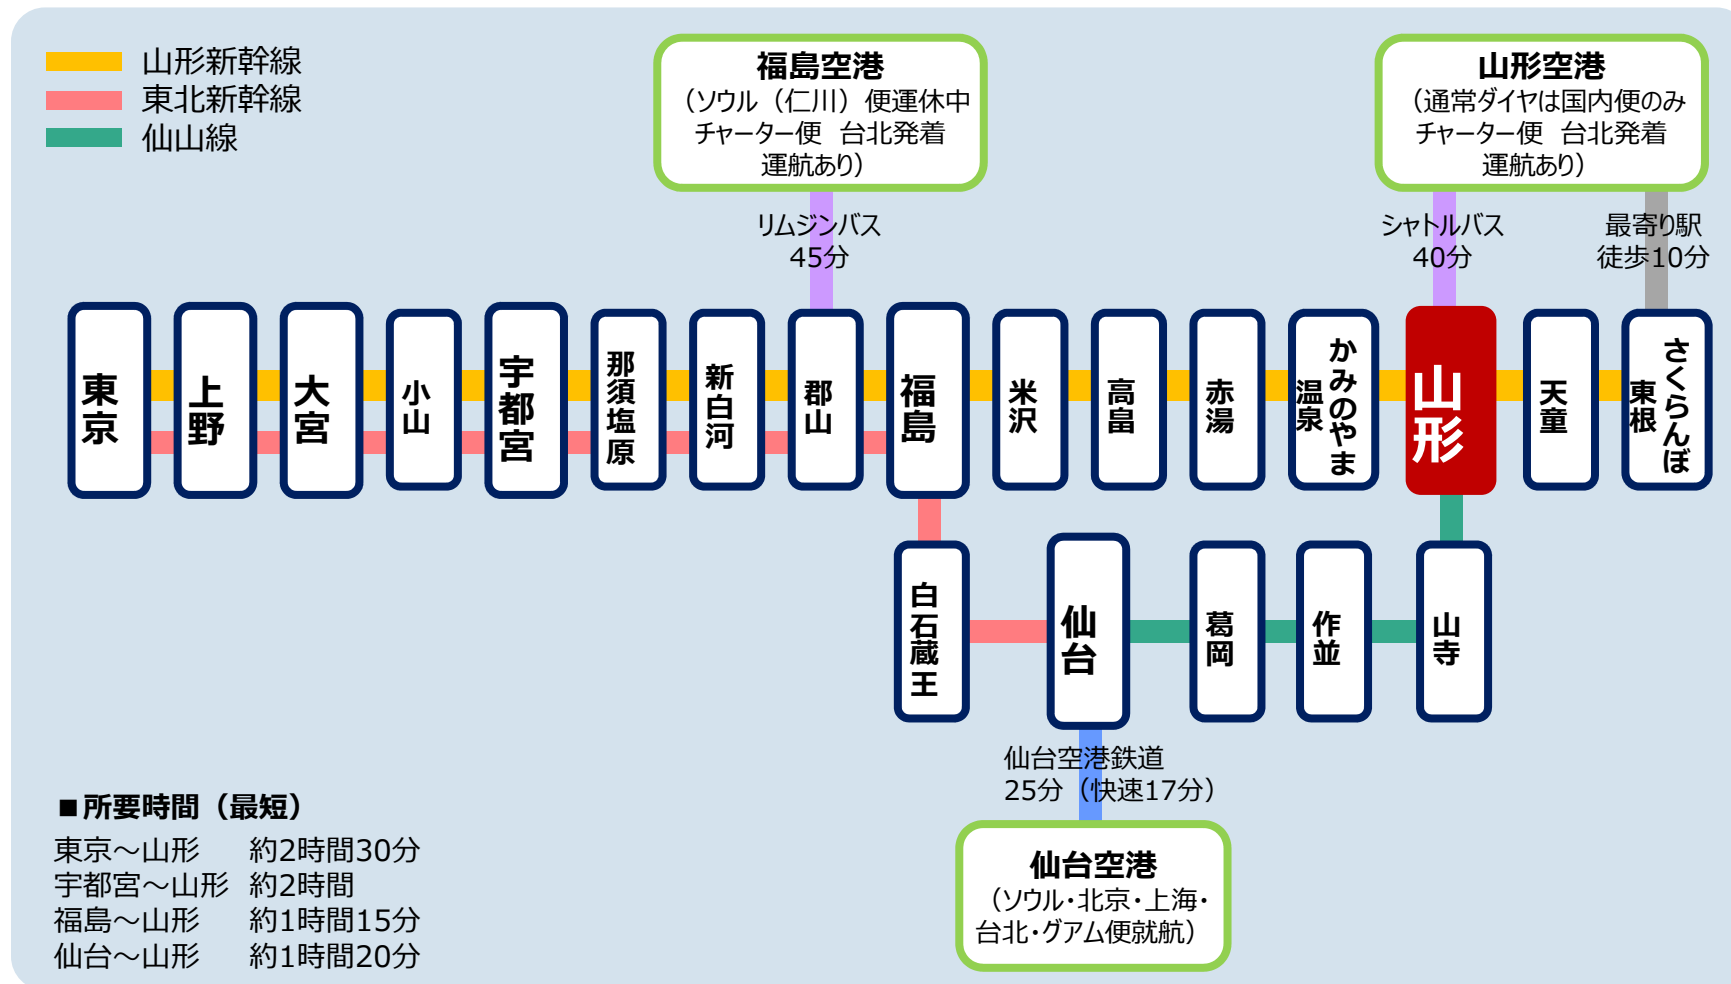 山形新幹線
東北新幹線
仙山線
福島空港
（ソウル（仁川）便運休中
チャーター便　台北発着
運航あり）
山形空港
（通常ダイヤは国内便のみ
チャーター便　台北発着
運航あり）
リムジンバス
45分
シャトルバス
40分
最寄り駅
徒歩10分
東京
上野
大宮
小山
宇都宮
那須塩原
新白河
郡山
福島
米沢
高畠
赤湯
かみのやま
温泉
山形
天童
さくらんぼ
東根
白石蔵王
仙台
葛岡
作並
山寺
仙台空港鉄道
25分（快速17分）
仙台空港
（ソウル・北京・上海・
台北・グアム便就航）
■所要時間（最短）
東京～山形　約2時間30分
宇都宮～山形　約2時間
福島～山形　約1時間15分
仙台～山形　約1時間20分